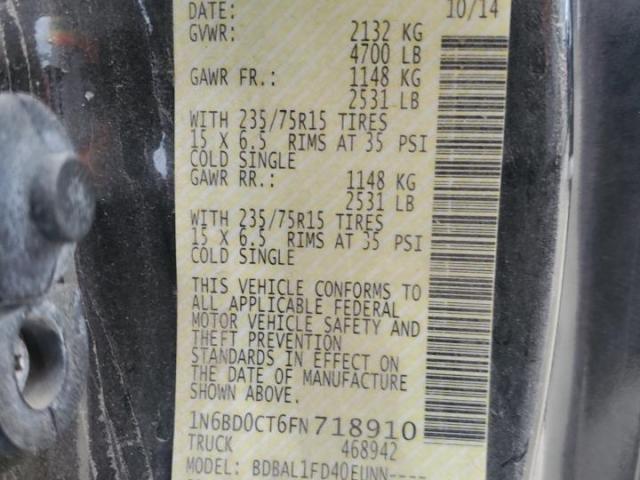 DATE: 10/14
GVWR: 2132 KG
4700 LB
GAWR FR.: 1148 KG
2531 LB
WITH 235/75R15 TIRES
15 X 6.5 RIMS AT 35 PSI
COLD SINGLE
GAWR RR.: 1148 KG
2531 LB
WITH 235/75R15 TIRES
15 X 6.5 RIMS AT 35 PSI
COLD SINGLE
THIS VEHICLE CONFORMS TO
ALL APPLICABLE FEDERAL
MOTOR VEHICLE SAFETY AND
THEFT PREVENTION
STANDARDS IN EFFECT ON
THE DATE OF MANUFACTURE
SHOWN ABOVE.
1N6BD0CT6FN718910
TRUCK 468942
MODEL: BDBAL1FD40EUNN----